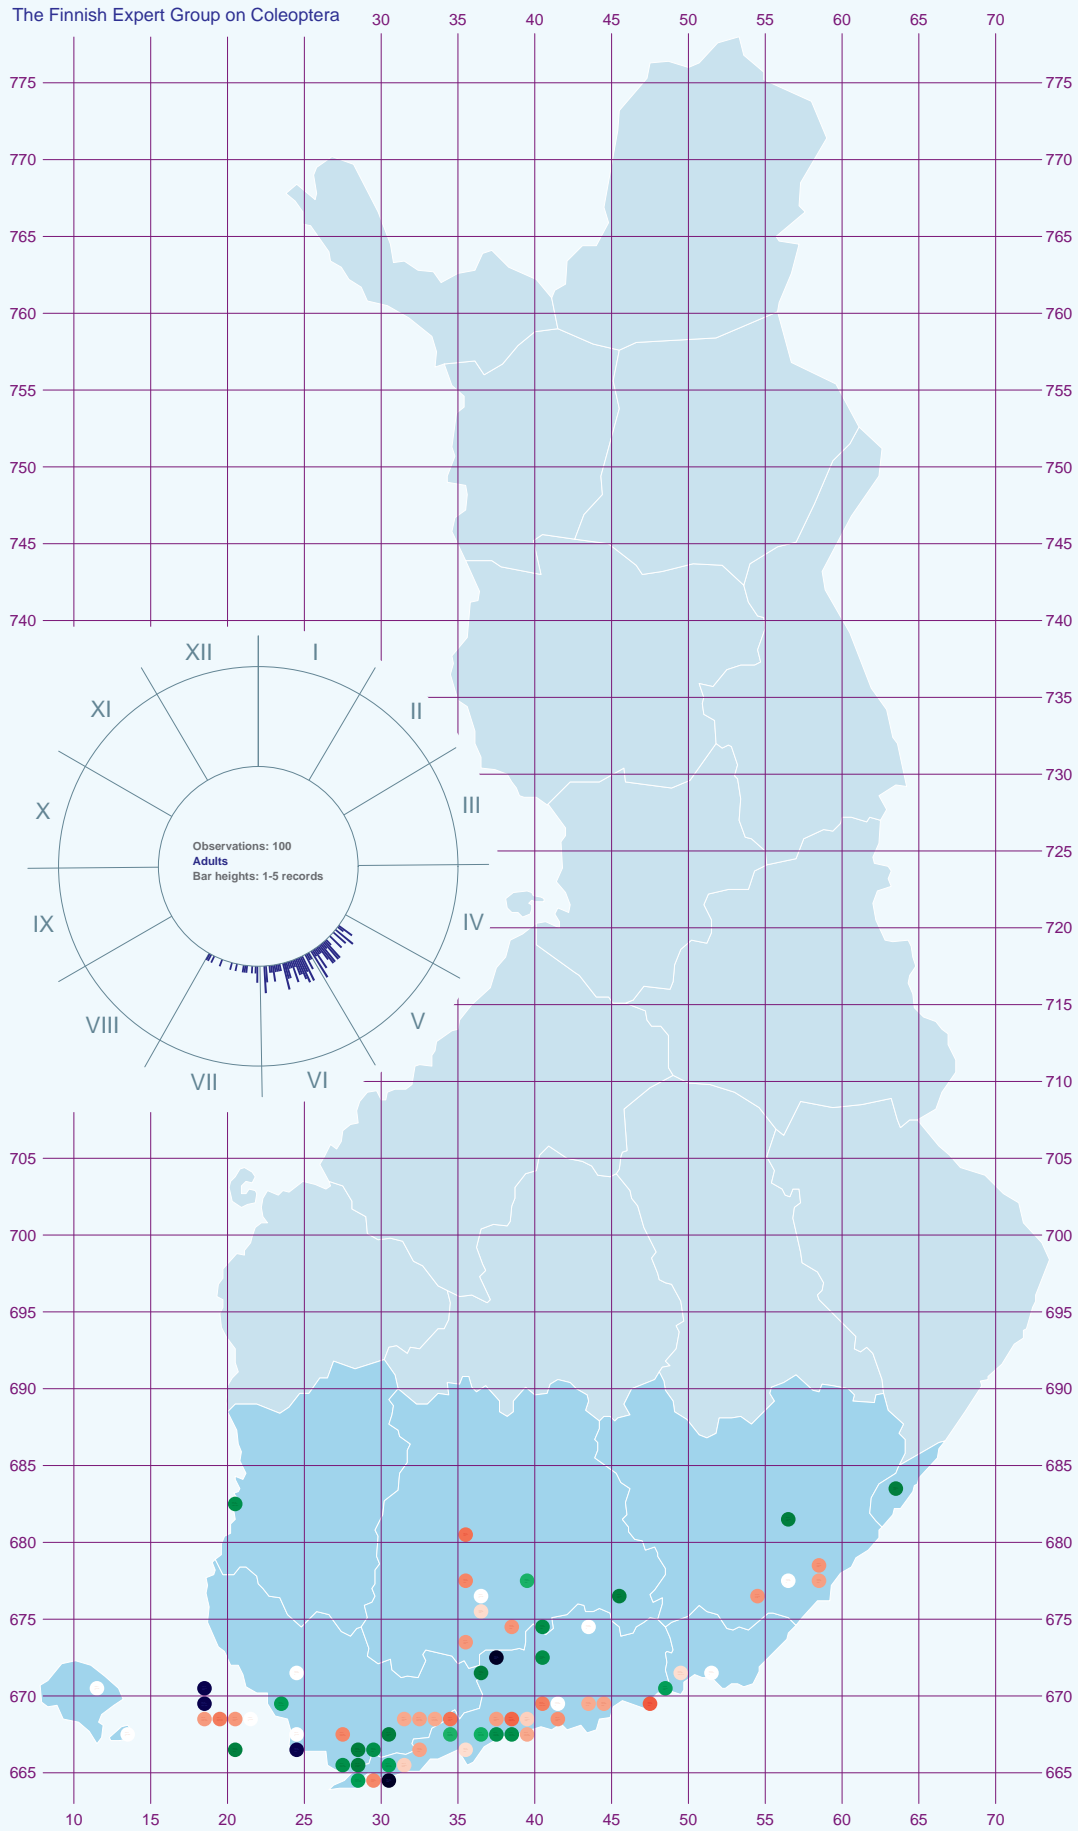 The Finnish Expert Group on Coleoptera
30 35 40 45 50 55 60 65 70
775 775
770 770
765 765
760 760
755 755
750 750
745 745
740 740
XII I
XI II
735
730
X III
725
Observations: 100
Adults
Bar heights: 1-5 records
IX IV
720
715
VIII V
VII VI
710
705 705
700 700
695 695
690 690
685 685
680 680
675 675
670 670
665 665
10 15 20 25 30 35 40 45 50 55 60 65 70